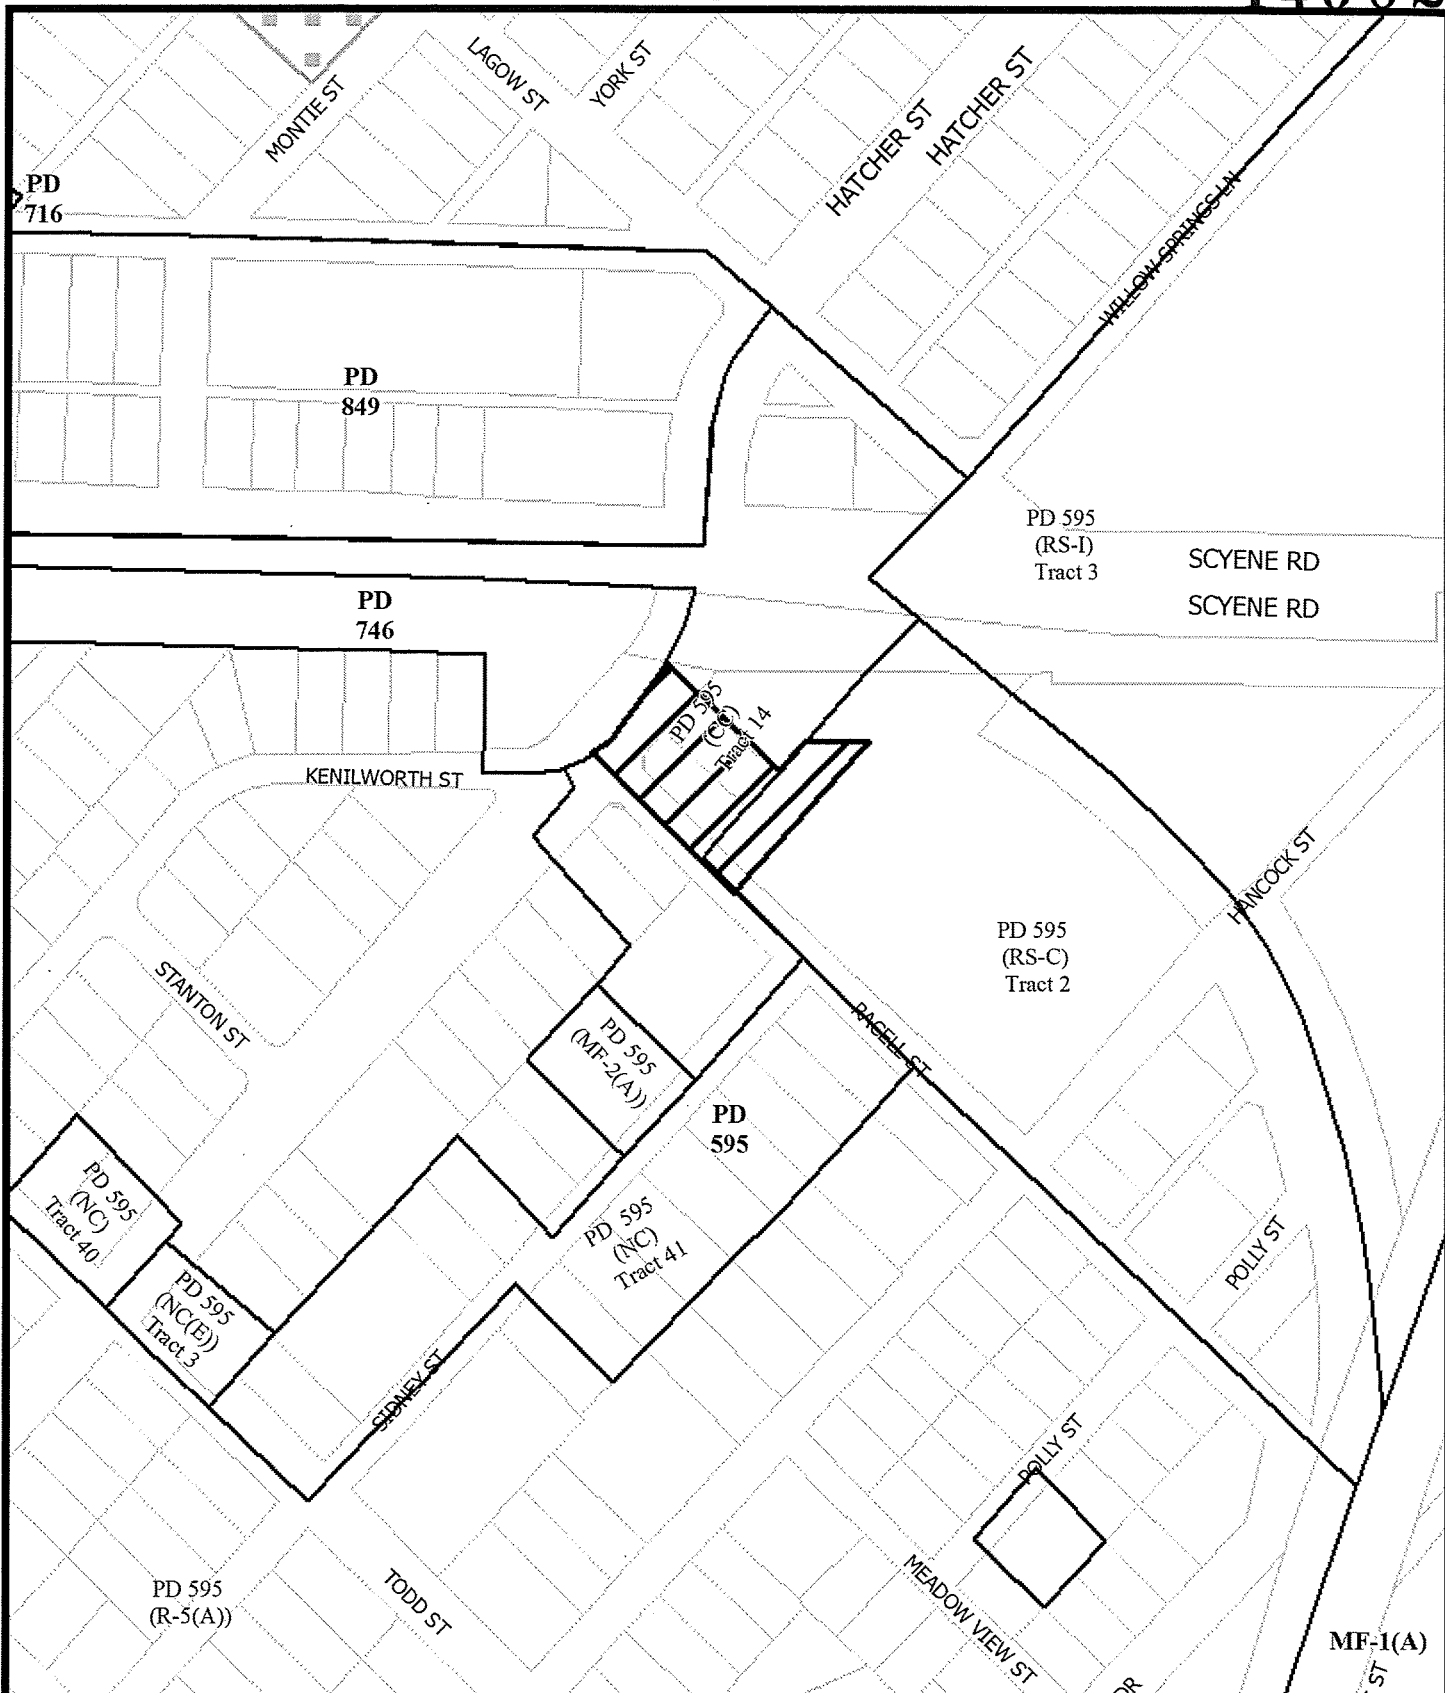 LAGOW ST
YORK ST
MONTIE ST
HATCHER ST
HATCHER ST
PD
716
WILLOW SPRINGS LN
PD
849
PD 595
(RS-I)
Tract 3
SCYENE RD
SCYENE RD
PD
746
PD 595
(CC)
Tract 14
KENILWORTH ST
HANCOCK ST
PD 595
(RS-C)
Tract 2
STANTON ST
RACELL ST
PD 595
(MF-2(A))
PD
595
PD 595
(NC)
Tract 40
PD 595
(NC)
Tract 41
POLLY ST
PD 595
(NC(E))
Tract 3
SIDNEY ST
POLLY ST
PD 595
(R-5(A))
TODD ST
MEADOW VIEW ST
MF-1(A)
ST
DR